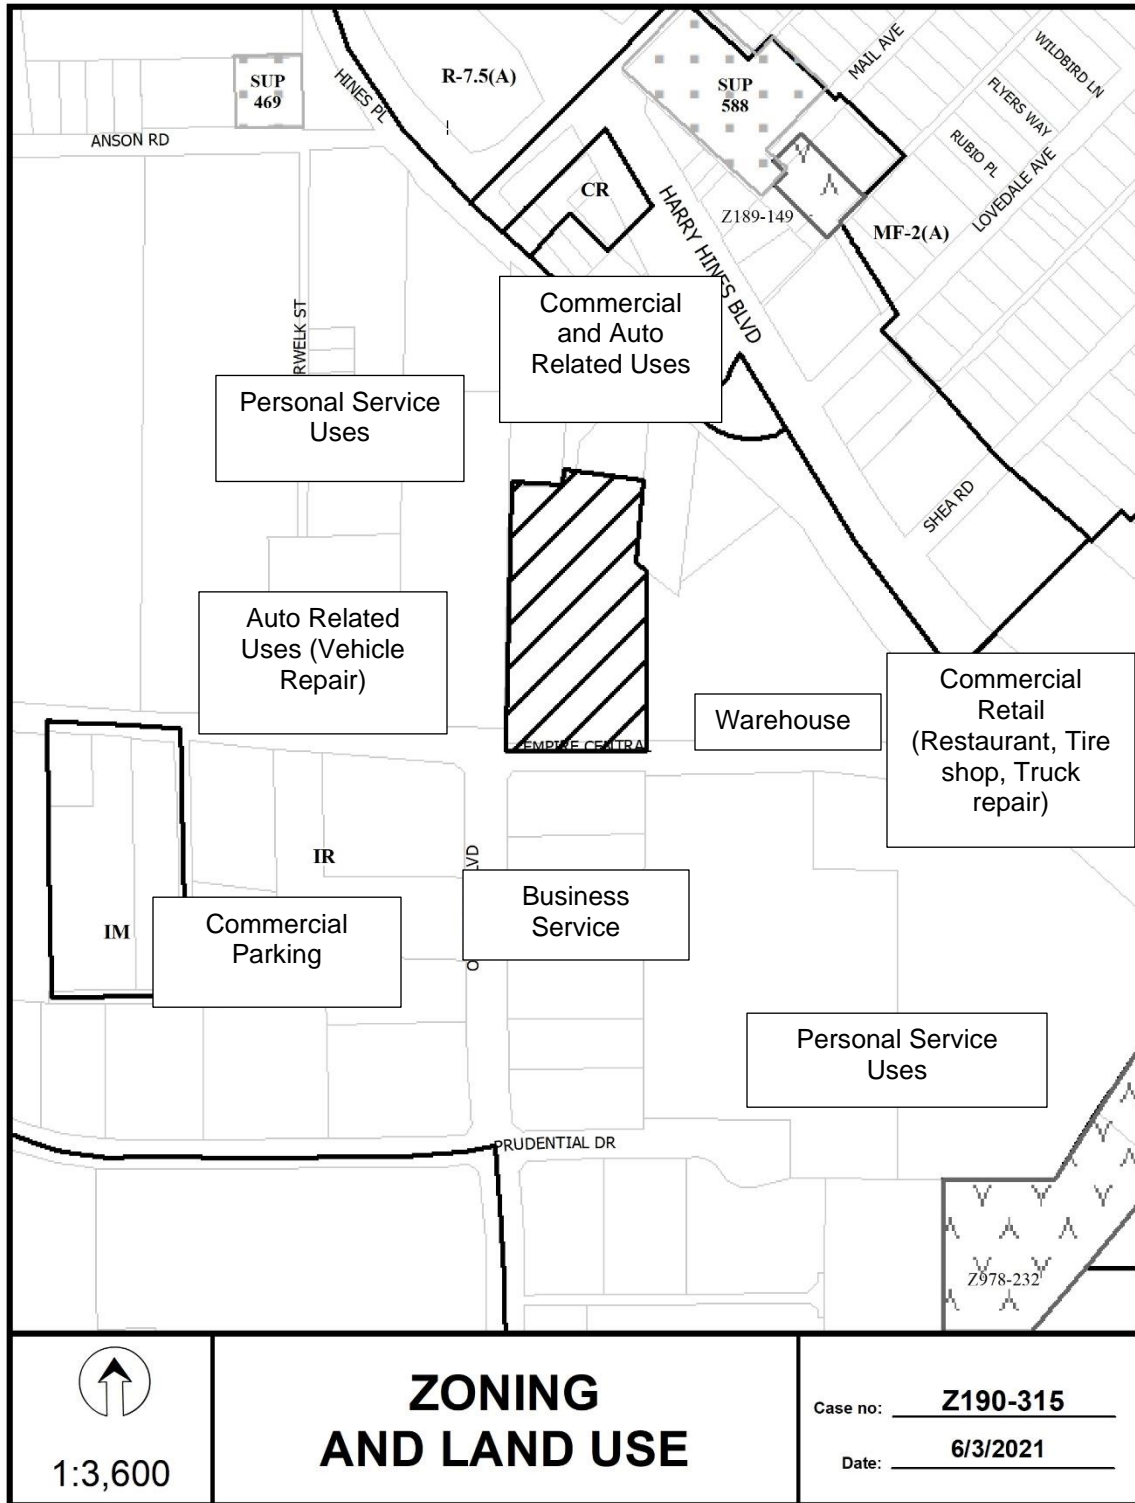 WILDBIRD LN
MAIL AVE
R-7.5(A)
SUP
469
HINES PL
SUP
588
FLYERS WAY
ANSON RD
RUBIO PL
LOVEDALE AVE
CR
Z189-149
MF-2(A)
HARRY HINES BLVD
Commercial
and Auto
Related Uses
RWELK ST
Personal Service
Uses
SHEA RD
Auto Related
Uses (Vehicle
Repair)
Commercial
Retail
(Restaurant, Tire
shop, Truck
repair)
Warehouse
EMPIRE CENTRAL
IR
LVD
Business
Service
IM
Commercial
Parking
O
Personal Service
Uses
PRUDENTIAL DR
Z978-232
1:3,600
ZONING
AND LAND USE
Case no: Z190-315
Date: 6/3/2021